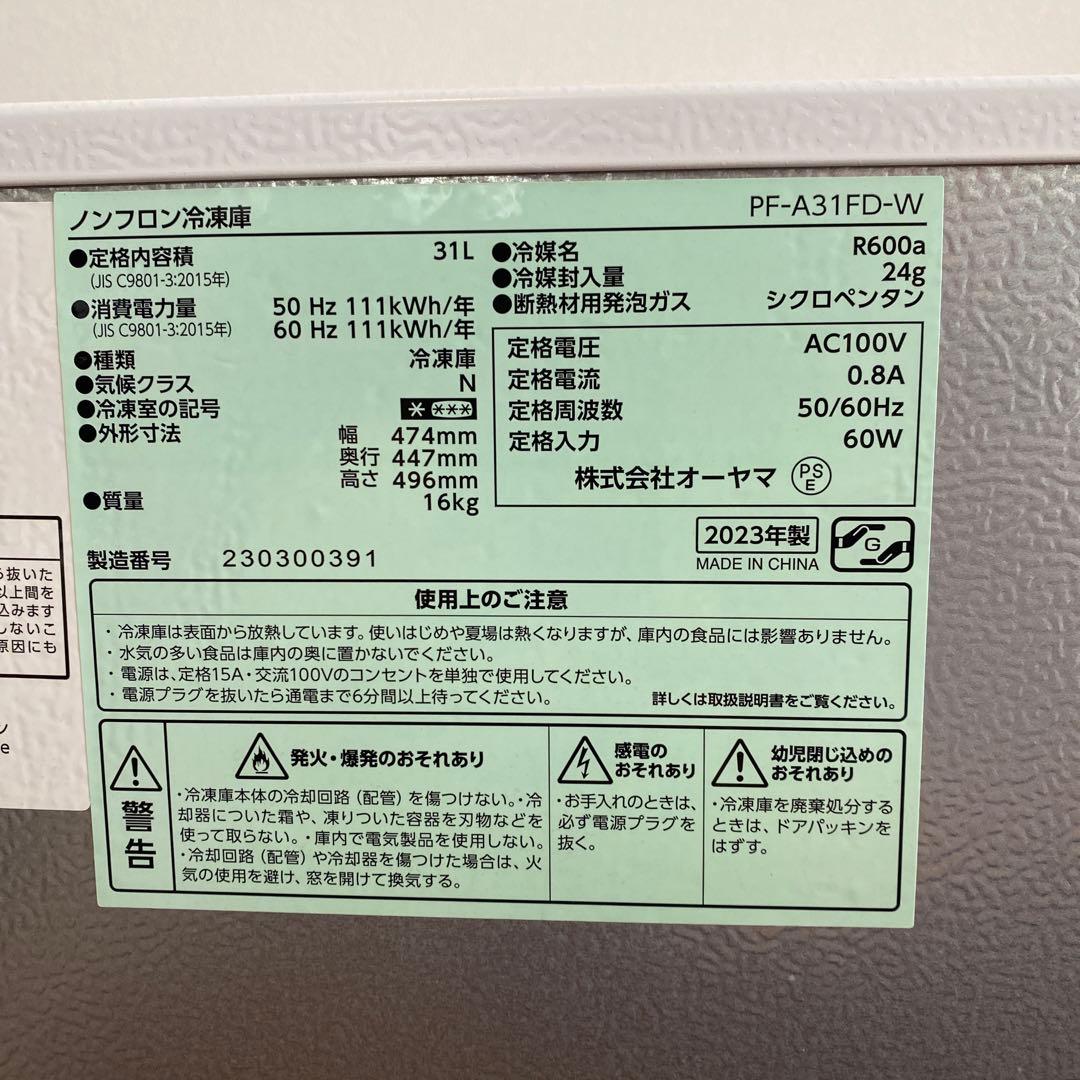 ノンフロン冷凍庫 PF-A31FD-W
●定格内容積 31L
(JIS C9801-3:2015年)
●消費電力量 50 Hz 111kWh/年
(JIS C9801-3:2015年) 60 Hz 111kWh/年
●種類 冷凍庫
●気候クラス N
●冷凍室の記号
●外形寸法 幅 474mm
奥行 447mm
高さ 496mm
●質量 16kg
●冷媒名 R600a
●冷媒封入量 24g
●断熱材用発泡ガス シクロペンタン
定格電圧 AC100V
定格電流 0.8A
定格周波数 50/60Hz
定格入力 60W
株式会社オーヤマ PSE
製造番号 230300391
2023年製
MADE IN CHINA
G
使用上のご注意
・冷凍庫は表面から放熱しています。使いはじめや夏場は熱くなりますが、庫内の食品には影響ありません。
・水気の多い食品は庫内の奥に置かないでください。
・電源は、定格15A・交流100Vのコンセントを単独で使用してください。
・電源プラグを抜いたら通電まで6分間以上待ってください。 詳しくは取扱説明書をご覧ください。
警告
発火・爆発のおそれあり
・冷凍庫本体の冷却回路（配管）を傷つけない。・冷
却器についた霜や、凍りついた容器を刃物などを
使って取らない。・庫内で電気製品を使用しない。
・冷却回路（配管）や冷却器を傷つけた場合は、火
気の使用を避け、窓を開けて換気する。
感電の
おそれあり
・お手入れのときは、
必ず電源プラグを
抜く。
幼児閉じ込めの
おそれあり
・冷凍庫を廃棄処分する
ときは、ドアパッキンを
はずす。
ら抜いた
以上間を
込みます
しないこ
原因にも
ン
e